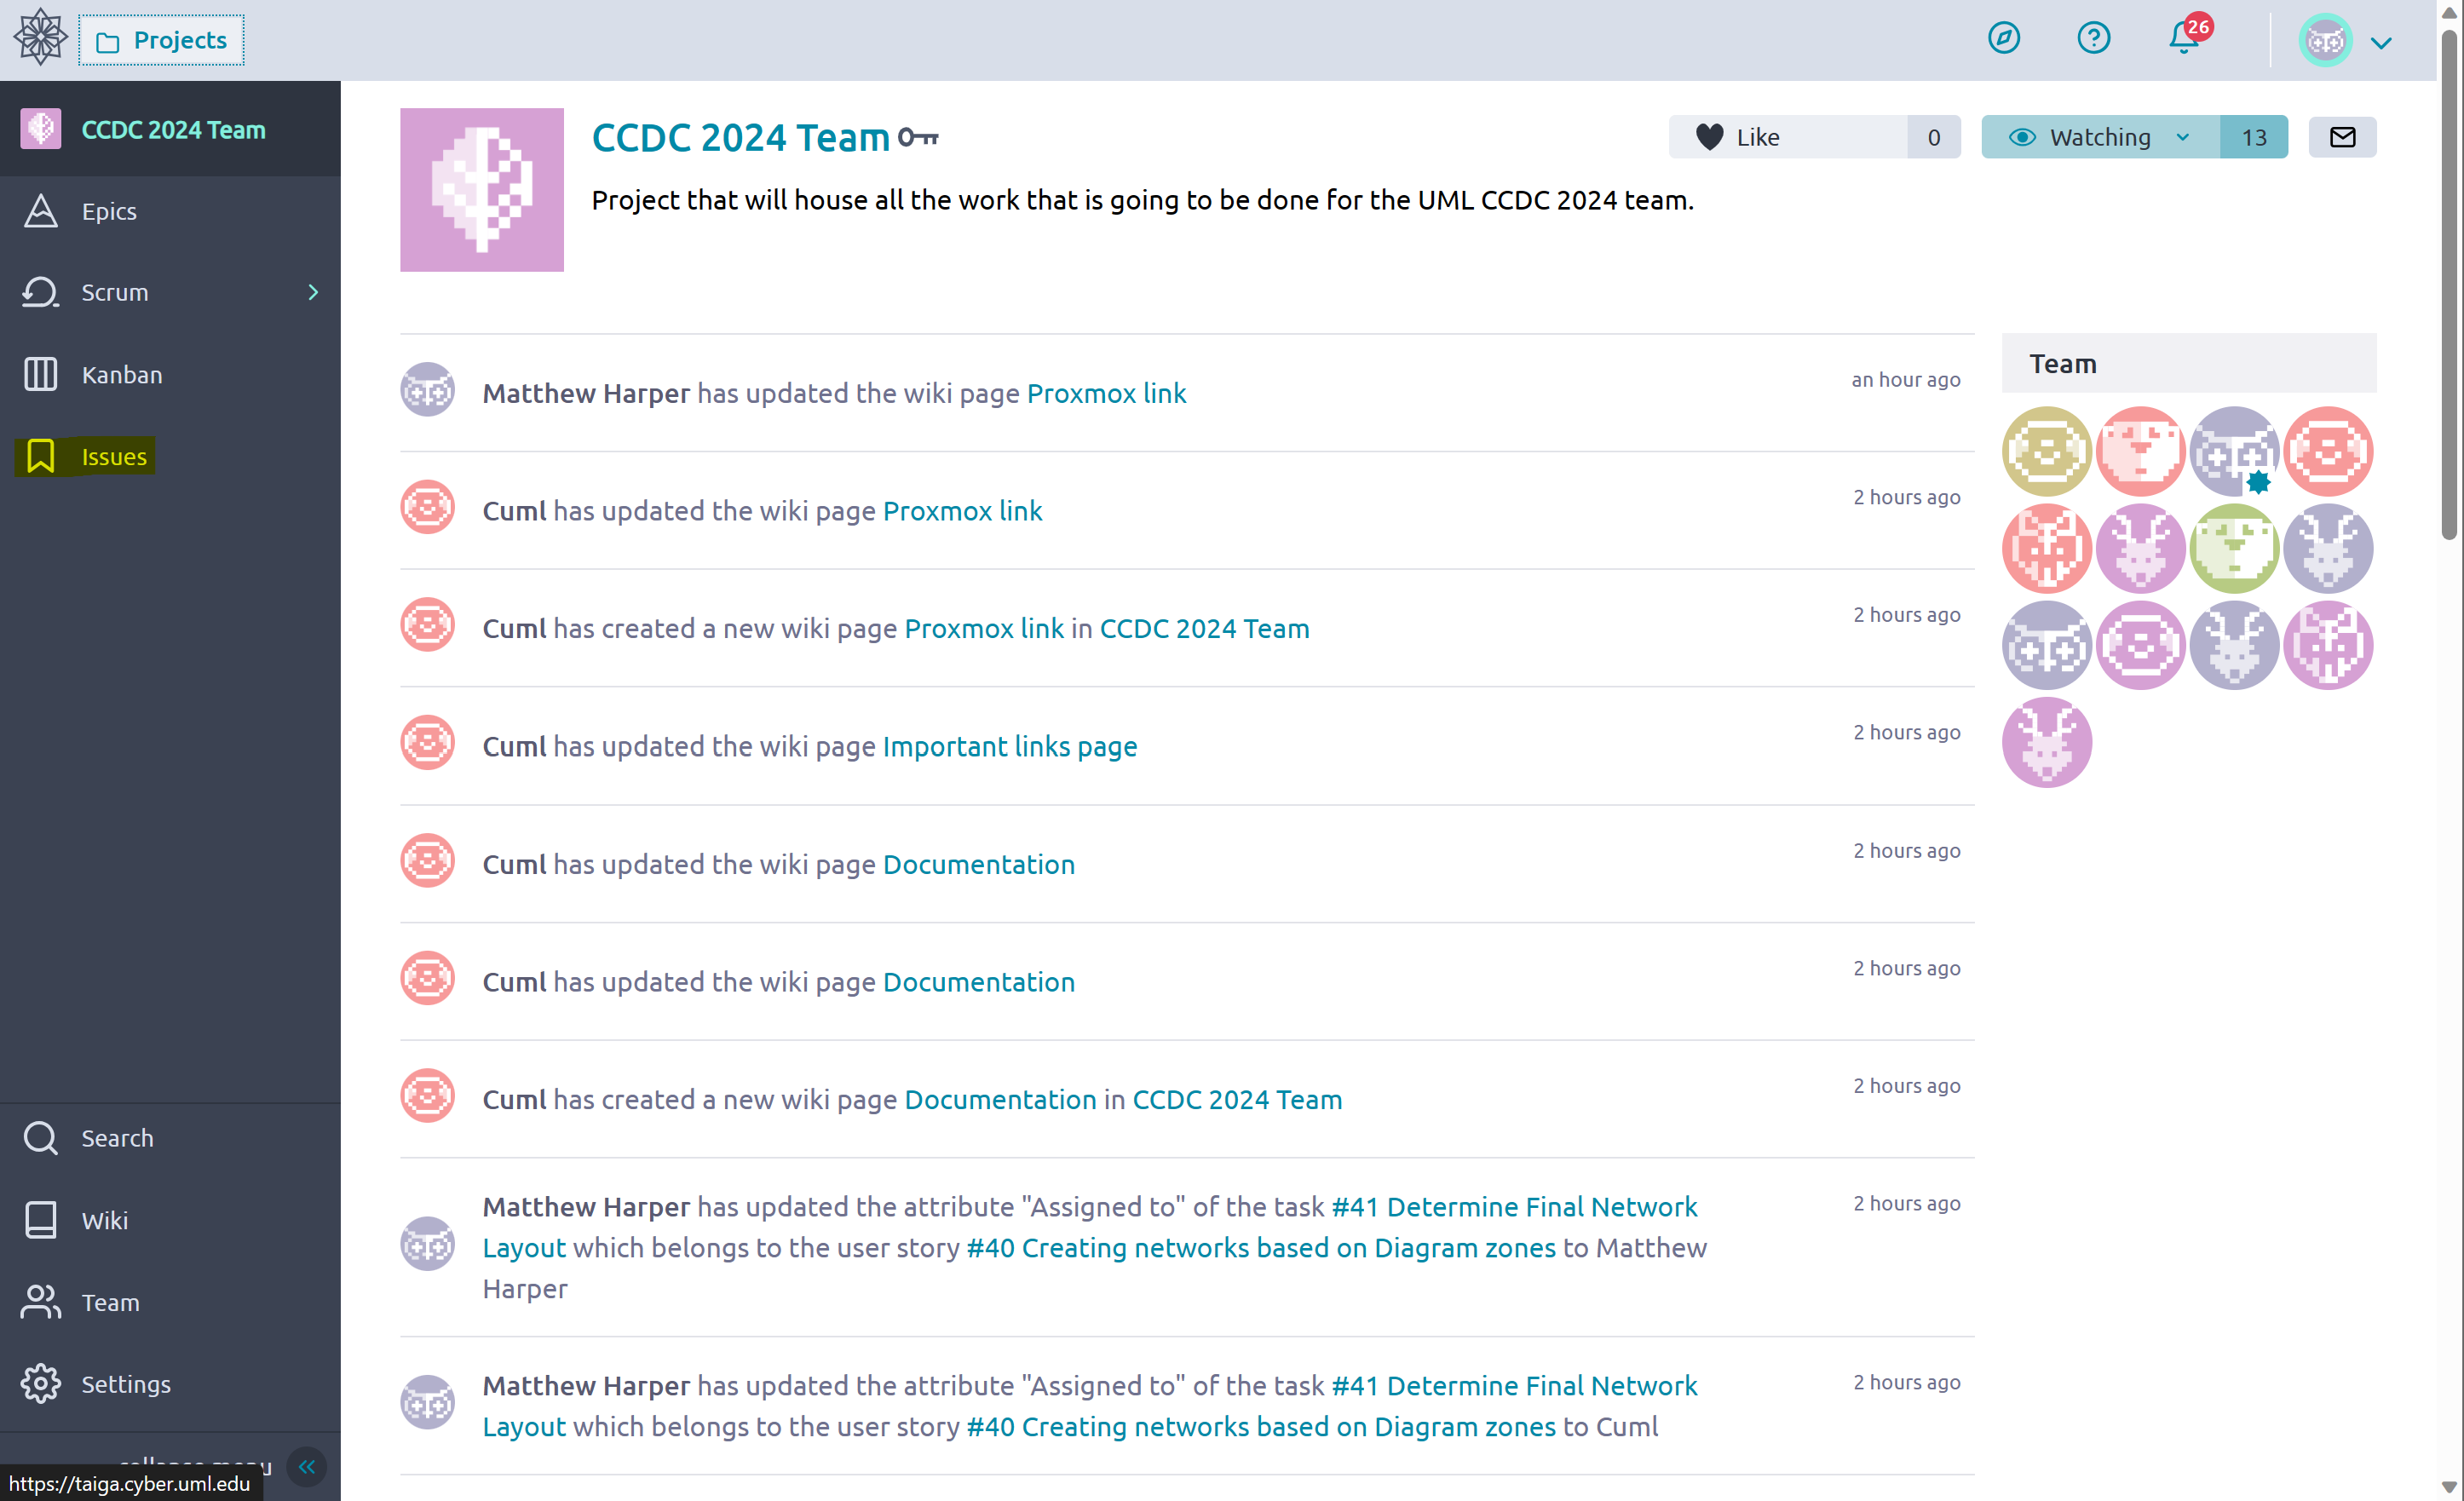 Projects
26
CCDC 2024 Team
Epics
Scrum
Kanban
Issues
Search
Wiki
Team
Settings
https://taiga.cyber.uml.edu
CCDC 2024 Team
Like 0
Watching 13
Project that will house all the work that is going to be done for the UML CCDC 2024 team.
Matthew Harper has updated the wiki page Proxmox link
an hour ago
Cuml has updated the wiki page Proxmox link
2 hours ago
Cuml has created a new wiki page Proxmox link in CCDC 2024 Team
2 hours ago
Cuml has updated the wiki page Important links page
2 hours ago
Cuml has updated the wiki page Documentation
2 hours ago
Cuml has updated the wiki page Documentation
2 hours ago
Cuml has created a new wiki page Documentation in CCDC 2024 Team
2 hours ago
Matthew Harper has updated the attribute "Assigned to" of the task #41 Determine Final Network
Layout which belongs to the user story #40 Creating networks based on Diagram zones to Matthew
Harper
2 hours ago
Matthew Harper has updated the attribute "Assigned to" of the task #41 Determine Final Network
Layout which belongs to the user story #40 Creating networks based on Diagram zones to Cuml
2 hours ago
Team